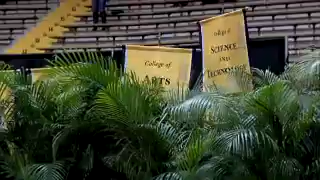 College of
ARTS
College of
SCIENCE
AND
TECHNOLOGY